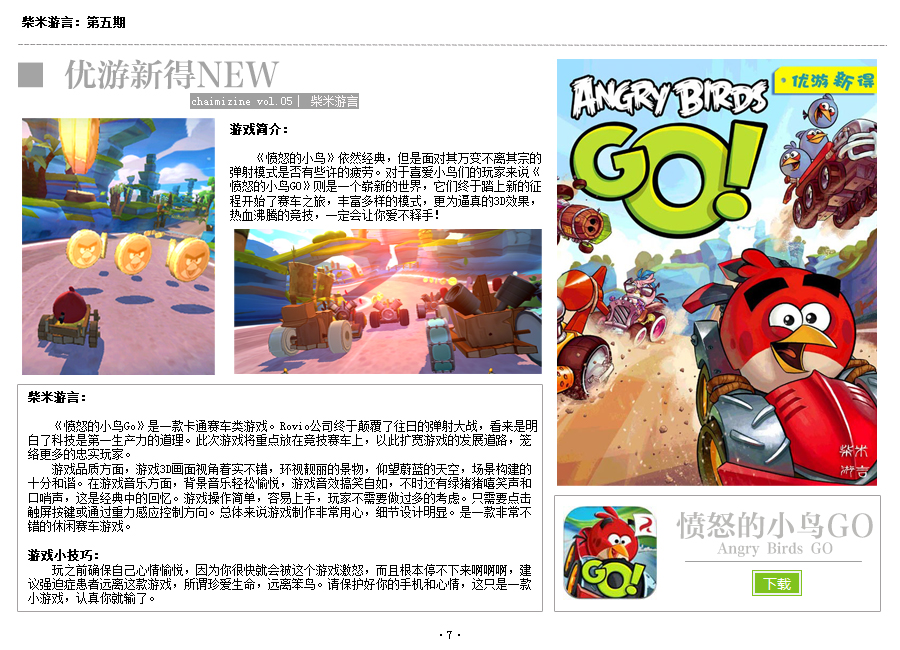 柴米游言：第五期
优游新得NEW
chaimizine vol.05｜ 柴米游言
游戏简介：
《愤怒的小鸟》依然经典，但是面对其万变不离其宗的
弹射模式是否有些许的疲劳。对于喜爱小鸟们的玩家来说《
愤怒的小鸟GO》则是一个崭新的世界，它们终于踏上新的征
程开始了赛车之旅，丰富多样的模式，更为逼真的3D效果，
热血沸腾的竞技，一定会让你爱不释手！
柴米游言：
《愤怒的小鸟Go》是一款卡通赛车类游戏。Rovio公司终于颠覆了往日的弹射大战，看来是明
白了科技是第一生产力的道理。此次游戏将重点放在竞技赛车上，以此扩宽游戏的发展道路，笼
络更多的忠实玩家。
游戏品质方面，游戏3D画面视角着实不错，环视靓丽的景物，仰望蔚蓝的天空，场景构建的
十分和谐。在游戏音乐方面，背景音乐轻松愉悦，游戏音效搞笑自如，不时还有绿猪猪嘻笑声和
口哨声，这是经典中的回忆。游戏操作简单，容易上手，玩家不需要做过多的考虑。只需要点击
触屏按键或通过重力感应控制方向。总体来说游戏制作非常用心，细节设计明显。是一款非常不
错的休闲赛车游戏。
游戏小技巧：
玩之前确保自己心情愉悦，因为你很快就会被这个游戏激怒，而且根本停不下来啊啊啊，建
议强迫症患者远离这款游戏，所谓珍爱生命，远离笨鸟。请保护好你的手机和心情，这只是一款
小游戏，认真你就输了。
优游新得
ANGRY BIRDS
GO!
柴米
游言
2
GO!
愤怒的小鸟GO
Angry Birds GO
下载
·7·